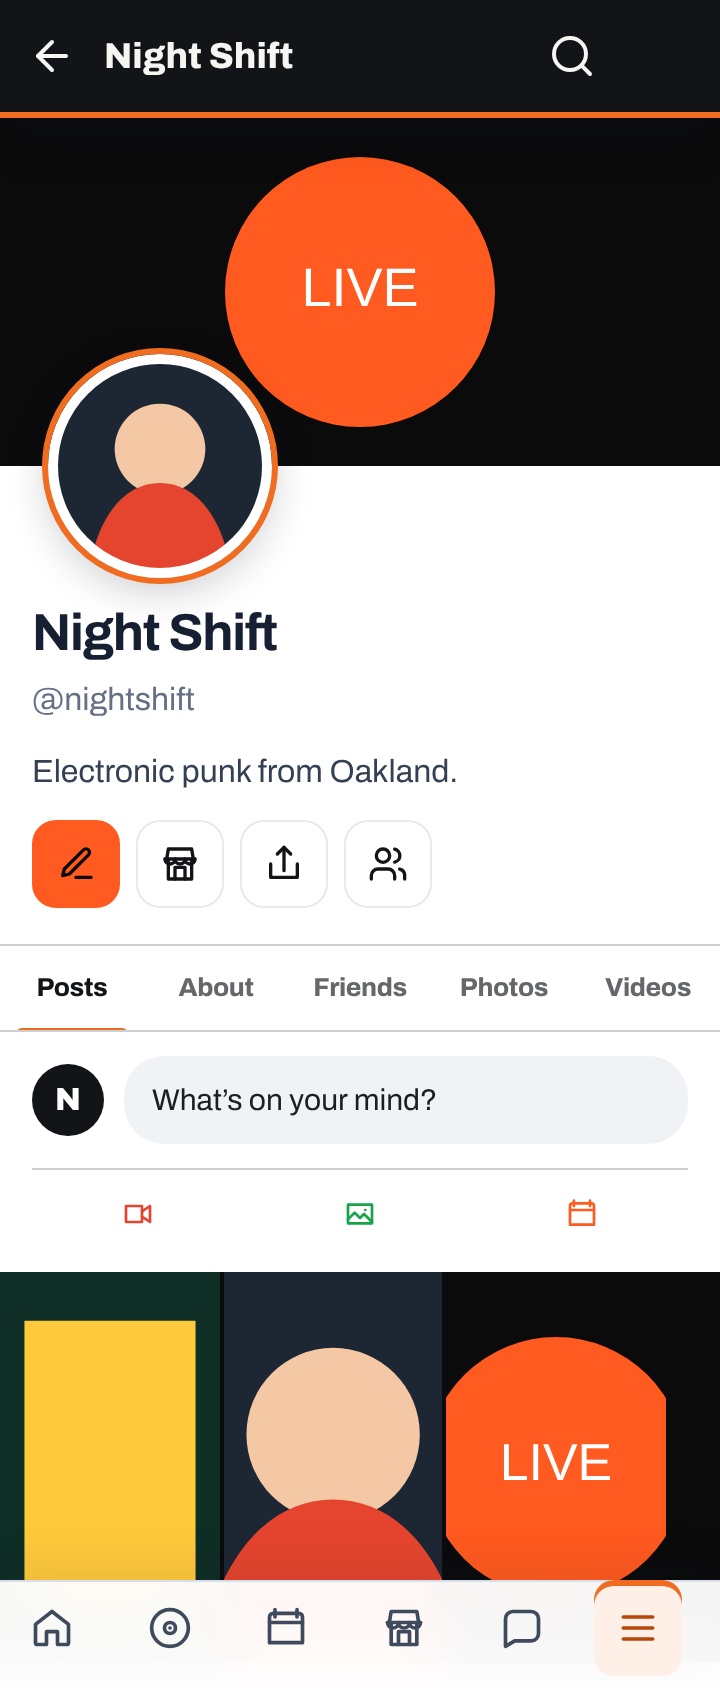 Night Shift
LIVE
Night Shift
@nightshift
Electronic punk from Oakland.
Posts About Friends Photos Videos
N What’s on your mind?
LIVE